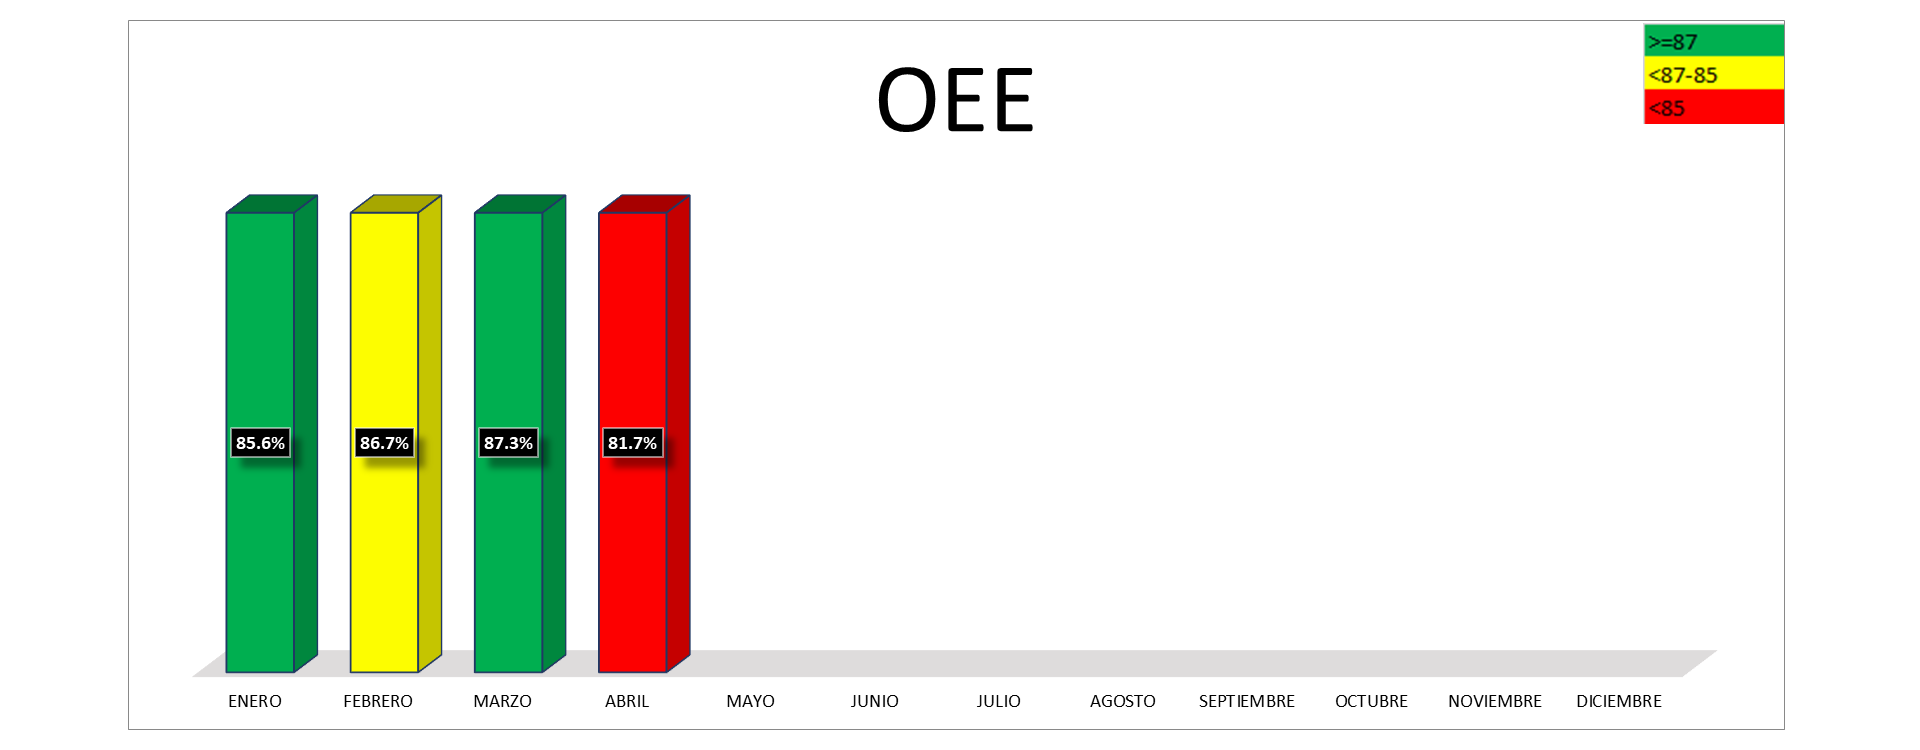 OEE
>=87
<87-85
<85
85.6% 86.7% 87.3% 81.7%
ENERO FEBRERO MARZO ABRIL MAYO JUNIO JULIO AGOSTO SEPTIEMBRE OCTUBRE NOVIEMBRE DICIEMBRE